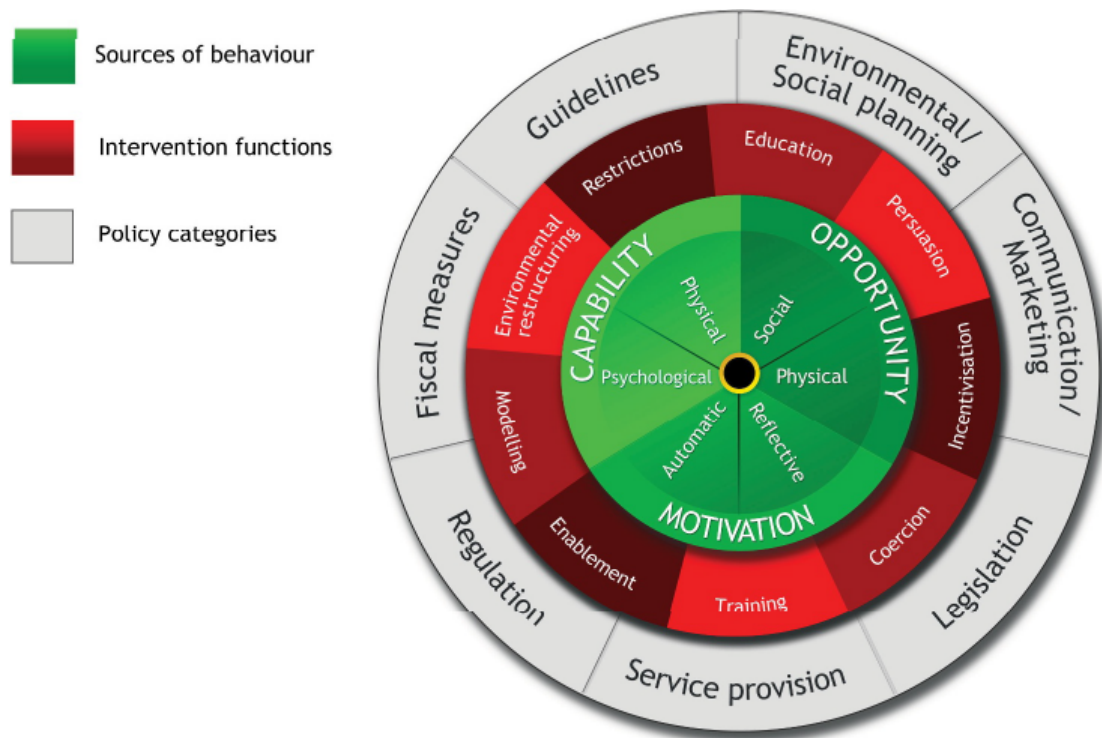 Sources of behaviour
Intervention functions
Policy categories
Guidelines
Environmental/
Social planning
Communication/
Marketing
Legislation
Service provision
Regulation
Fiscal measures
Restrictions
Education
Persuasion
Incentivisation
Coercion
Training
Enablement
Modelling
Environmental
restructuring
CAPABILITY
OPPORTUNITY
MOTIVATION
Physical
Social
Physical
Reflective
Automatic
Psychological